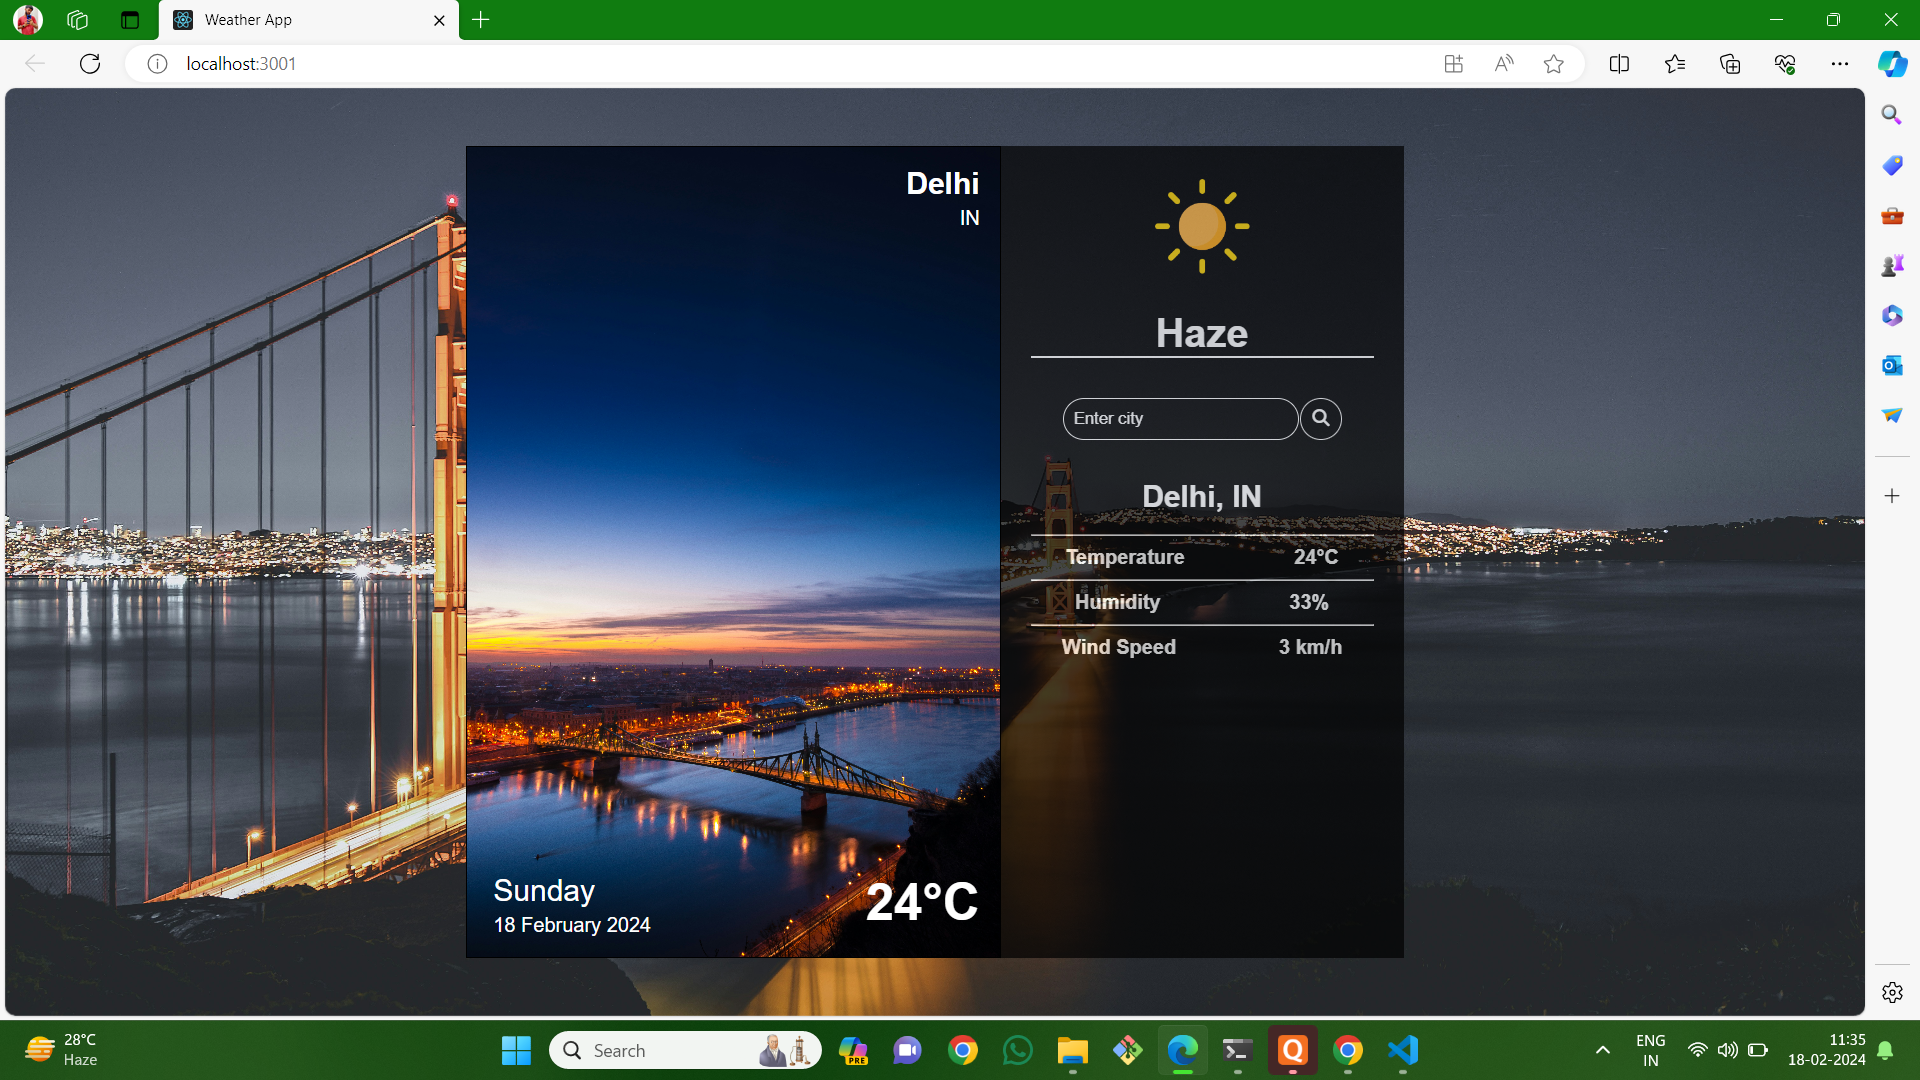 Weather App
localhost:3001
Delhi
IN
Sunday
18 February 2024
24°C
Haze
Enter city
Delhi, IN
Temperature 24°C
Humidity 33%
Wind Speed 3 km/h
28°C
Haze
Search
PRE
ENG
IN
11:35
18-02-2024